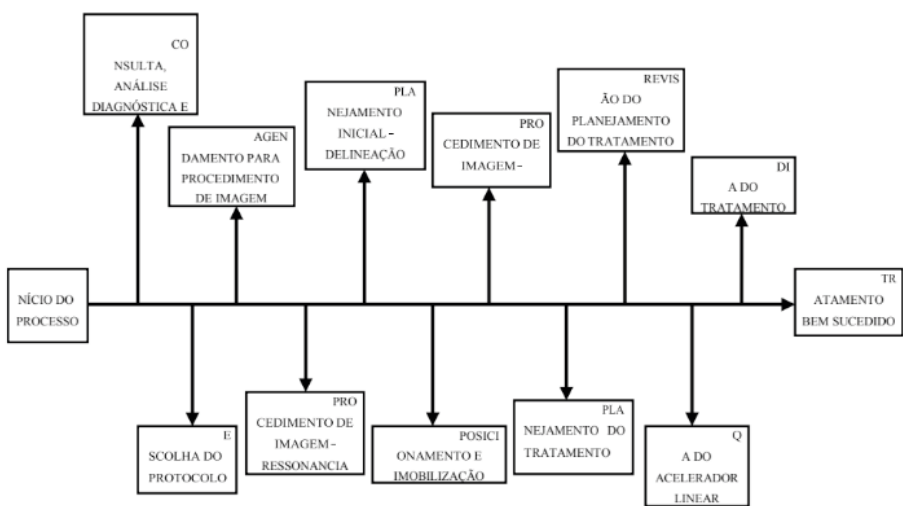 CO
NSULTA,
ANÁLISE
DIAGNÓSTICA E
AGEN
DAMENTO PARA
PROCEDIMENTO
DE IMAGEM
PLA
NEJAMENTO
INICIAL -
DELINEAÇÃO
PRO
CEDIMENTO DE
IMAGEM -
REVIS
ÃO DO
PLANEJAMENTO
DO TRATAMENTO
DI
A DO
TRATAMENTO
NÍCIO DO
PROCESSO
TR
ATAMENTO
BEM SUCEDIDO
E
SCOLHA DO
PROTOCOLO
PRO
CEDIMENTO DE
IMAGEM -
RESSONANCIA
POSICI
ONAMENTO E
IMOBILIZAÇÃO
PLA
NEJAMENTO DO
TRATAMENTO
Q
A DO
ACELERADOR
LINEAR